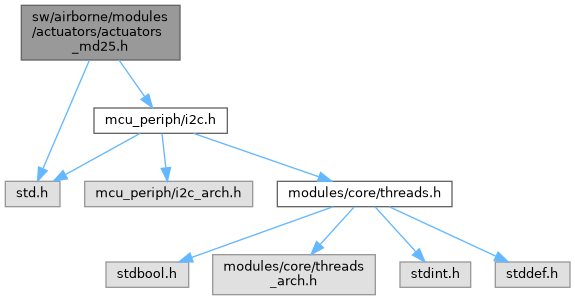 sw/airborne/modules
/actuators/actuators
_md25.h
mcu_periph/i2c.h
std.h
mcu_periph/i2c_arch.h
modules/core/threads.h
stdbool.h
modules/core/threads
_arch.h
stdint.h
stddef.h